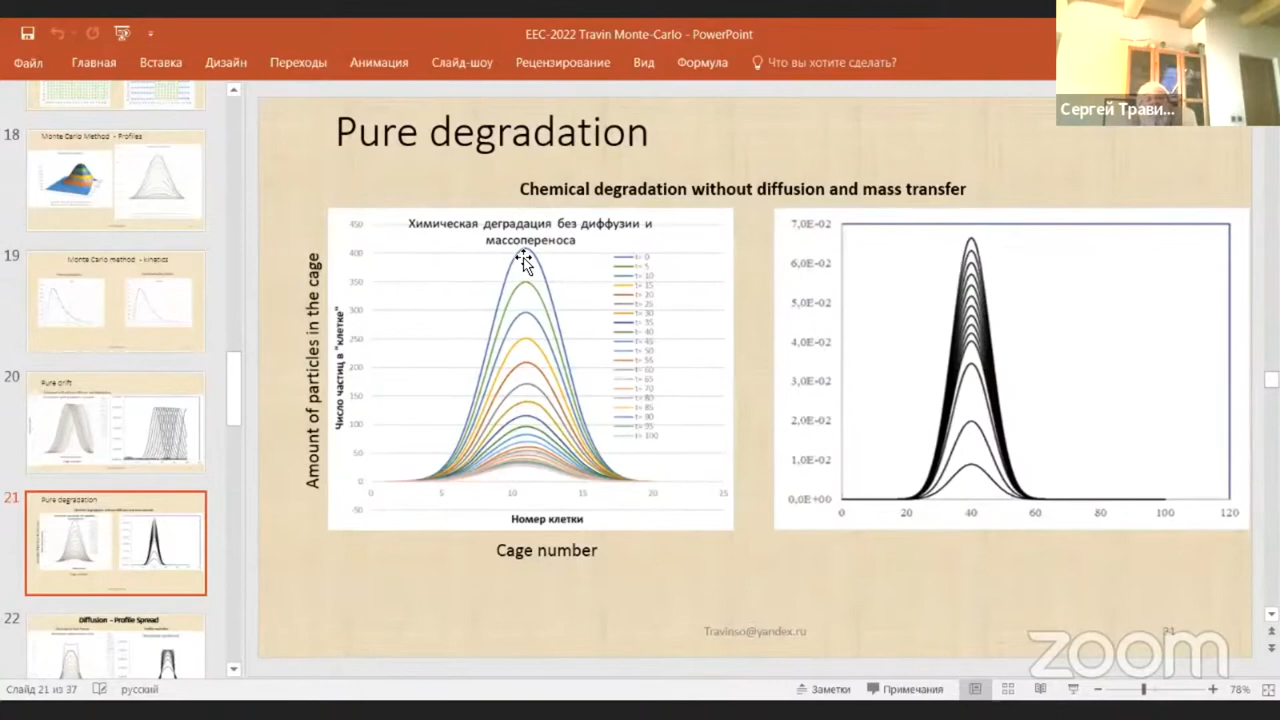 EEC-2022 Travin Monte-Carlo - PowerPoint
Файл Главная Вставка Дизайн Переходы Анимация Слайд-шоу Рецензирование Вид Формула Что вы хотите сделать?
Сергей Трави...
18
Monte Carlo Method - Profiles
19
Monte Carlo method - kinetics
20
Pure drift
21
Pure degradation
22
Diffusion - Profile Spread
Pure degradation
Chemical degradation without diffusion and mass transfer
Химическая деградация без диффузии и
массопереноса
Amount of particles in the cage
Число частиц в "клетке"
450
400
350
300
250
200
150
100
50
0
-50
0 5 10 15 20 25
t= 0
t= 5
t= 10
t= 15
t= 20
t= 25
t= 30
t= 35
t= 40
t= 45
t= 50
t= 55
t= 60
t= 65
t= 70
t= 80
t= 85
t= 90
t= 95
t= 100
Номер клетки
Cage number
7,0E-02
6,0E-02
5,0E-02
4,0E-02
3,0E-02
2,0E-02
1,0E-02
0,0E+00
0 20 40 60 80 100 120
Travinso@yandex.ru
21
zoom
Слайд 21 из 37 русский Заметки Примечания 78%